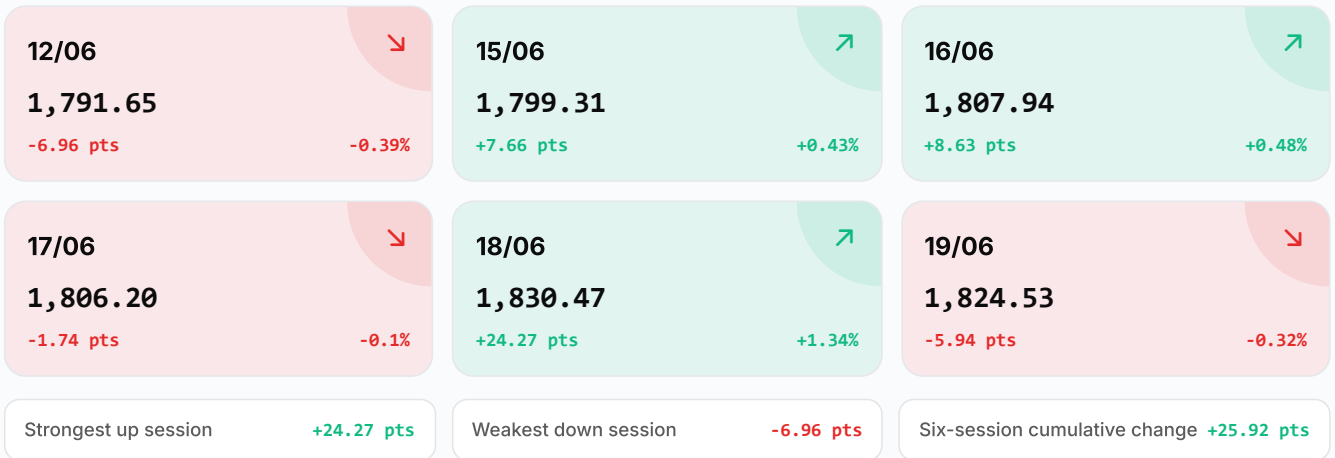 12/06
1,791.65
-6.96 pts -0.39%
15/06
1,799.31
+7.66 pts +0.43%
16/06
1,807.94
+8.63 pts +0.48%
17/06
1,806.20
-1.74 pts -0.1%
18/06
1,830.47
+24.27 pts +1.34%
19/06
1,824.53
-5.94 pts -0.32%
Strongest up session +24.27 pts
Weakest down session -6.96 pts
Six-session cumulative change +25.92 pts